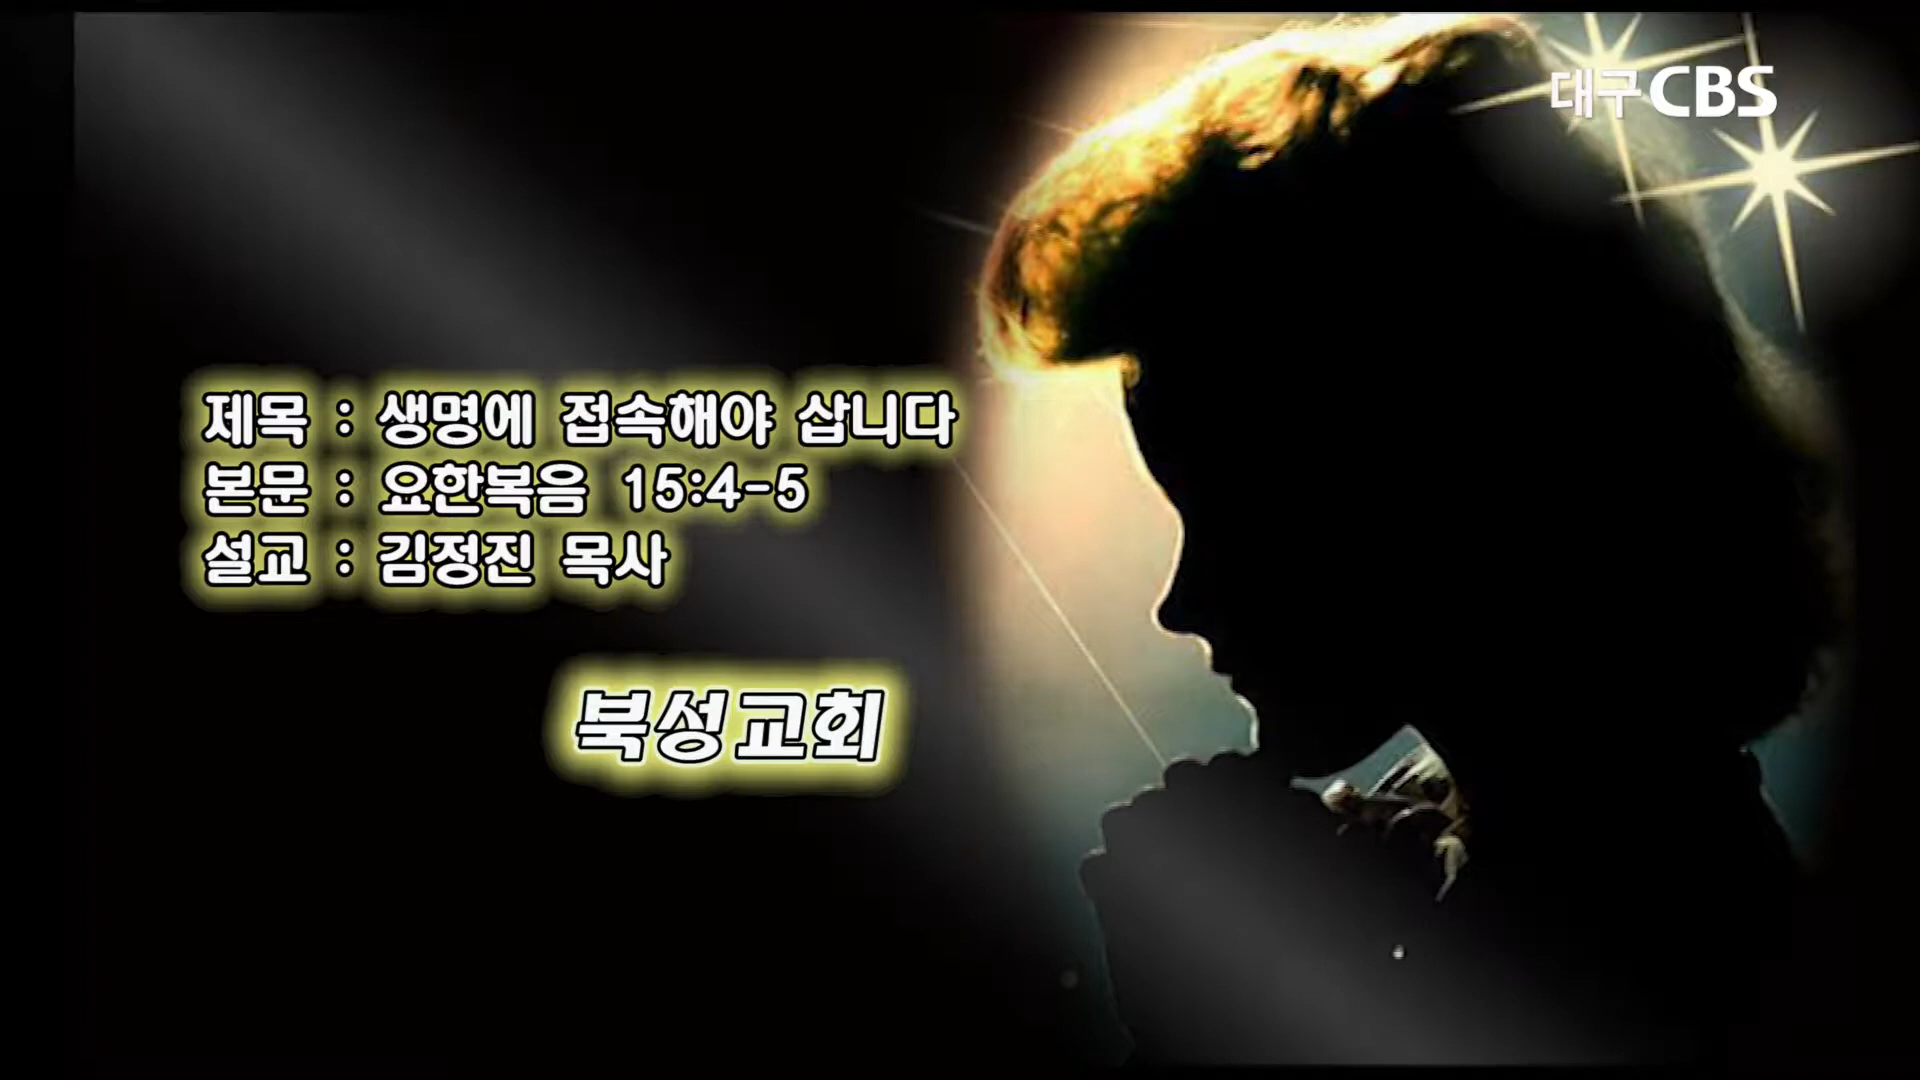 대구CBS
제목 : 생명에 접속해야 삽니다
본문 : 요한복음 15:4-5
설교 : 김정진 목사
북성교회